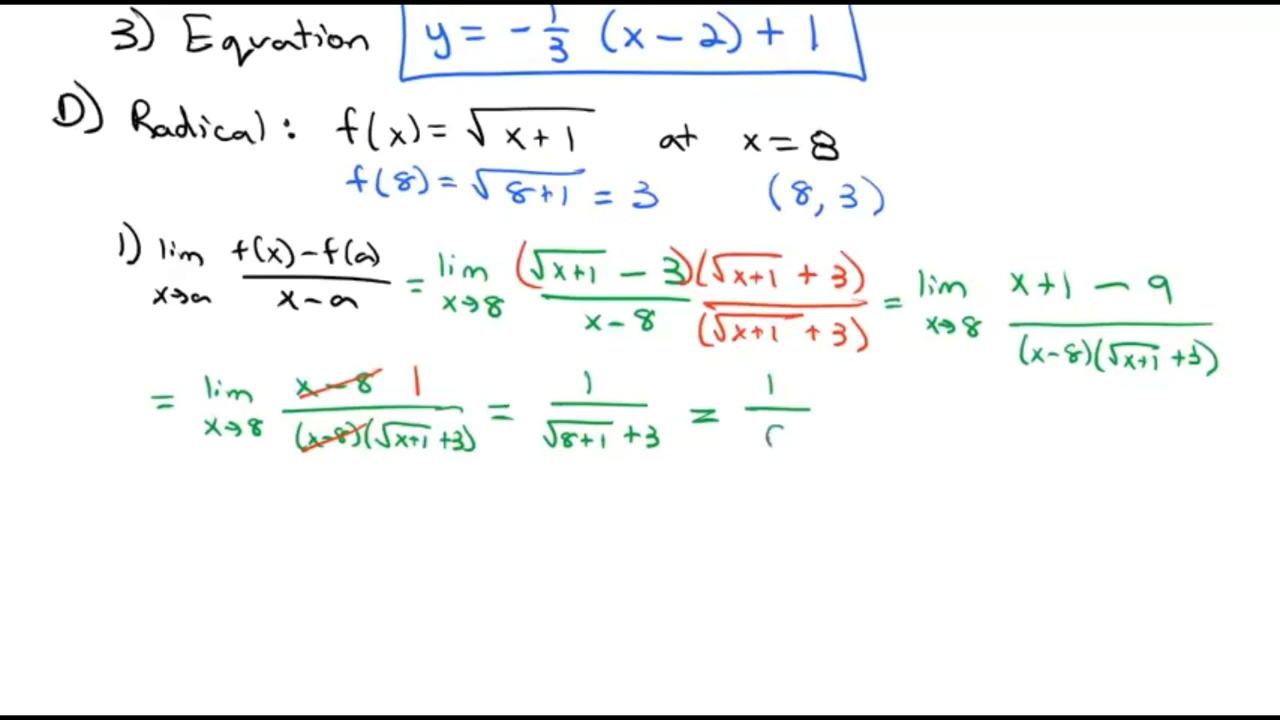 3) Equation y = -1/3 (x-2) + 1
D) Radical: f(x) = √(x+1) at x = 8
f(8) = √(8+1) = 3 (8, 3)
1) lim x→a (f(x)-f(a))/(x-a) = lim x→8 (√(x+1) - 3)/(x-8) (√(x+1) + 3)/(√(x+1) + 3) = lim x→8 (x+1-9)/((x-8)(√(x+1) +3))
= lim x→8 (x-8) 1/((x-8)(√(x+1) +3)) = 1/(√(8+1) +3) = 1/